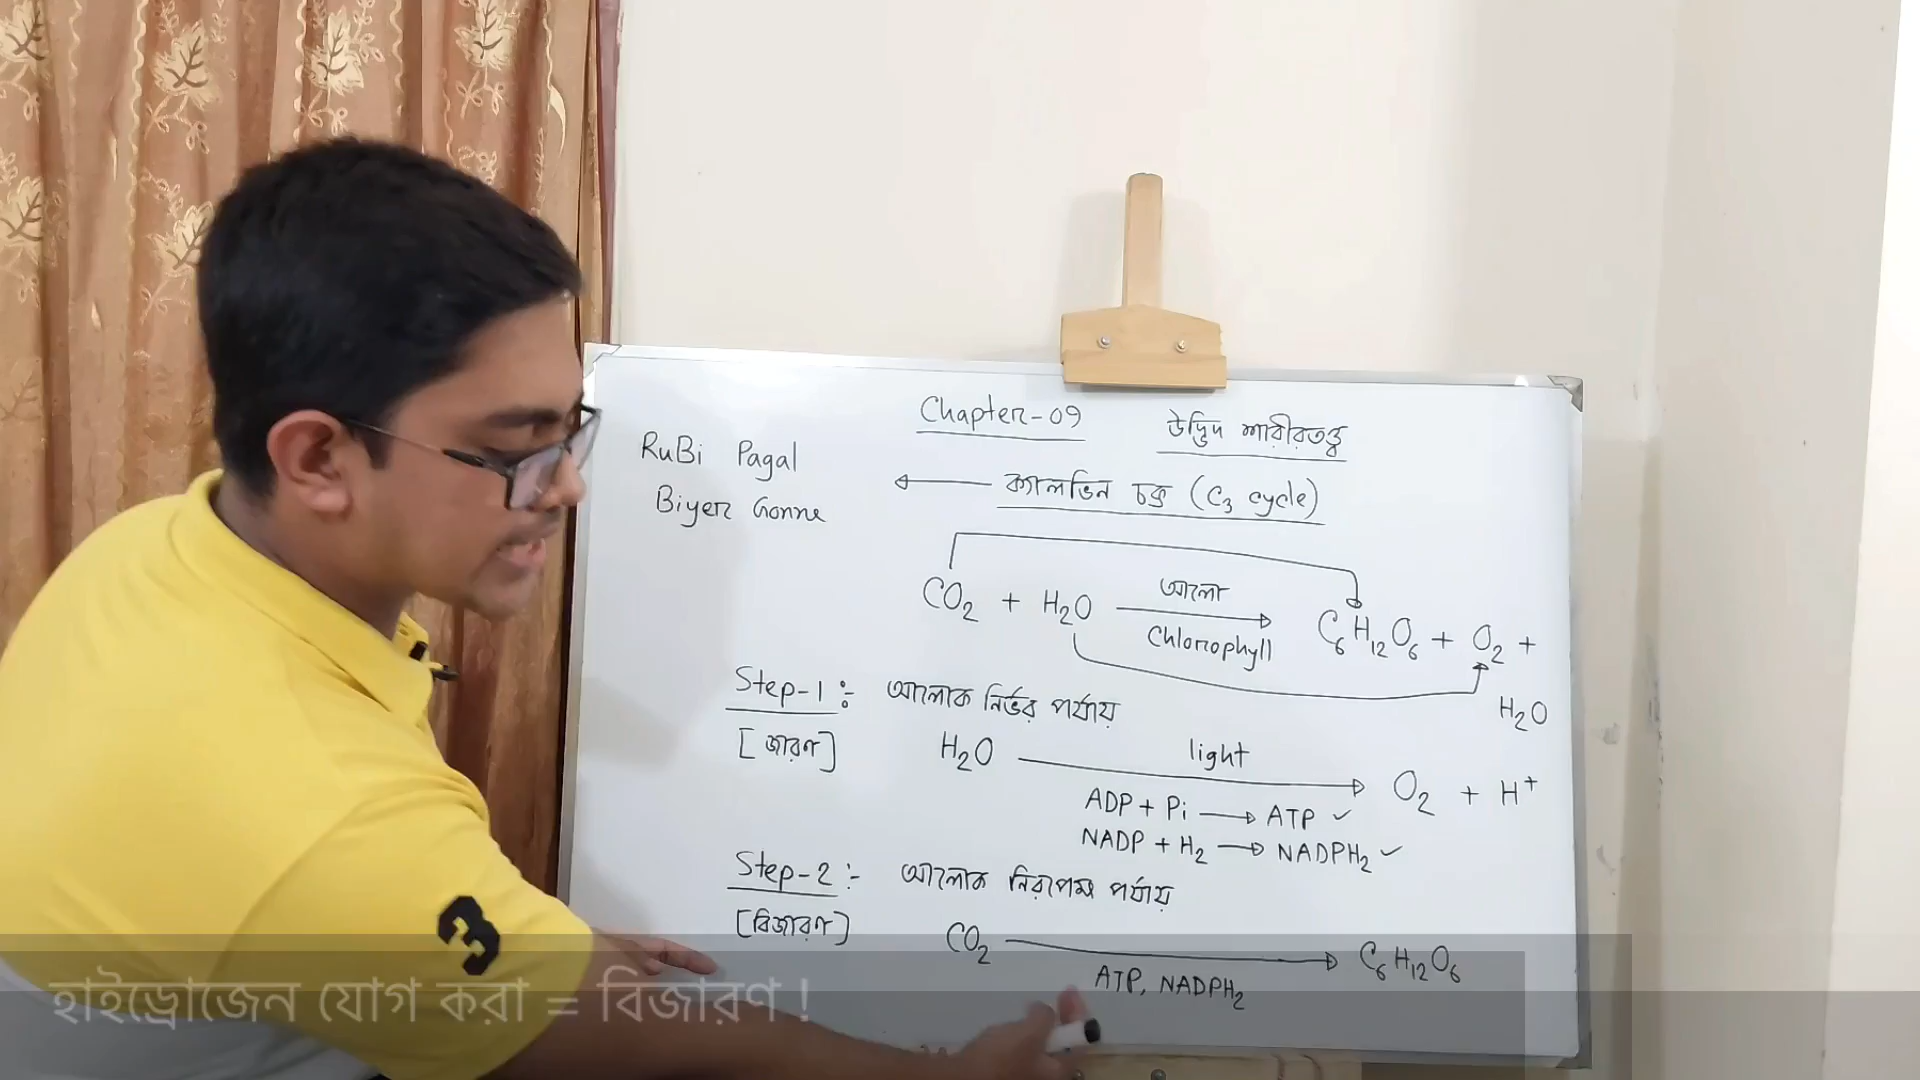 Chapter-09 উদ্ভিদ শারীরতত্ত্ব
RuBi Pagal
Biyer Gonna
ক্যালভিন চক্র (C₃ cycle)
CO₂ + H₂O আলো Chlorophyll C₆H₁₂O₆ + O₂ +
H₂O
Step-1 :- আলোক নির্ভর পর্যায়
[জারণ]
H₂O light O₂ + H⁺
ADP + Pi → ATP ✓
NADP + H₂ → NADPH₂ ✓
Step-2 :- আলোক নিরপেক্ষ পর্যায়
[বিজারণ]
CO₂ → C₆H₁₂O₆
ATP, NADPH₂
3
হাইড্রোজেন যোগ করা = বিজারণ !